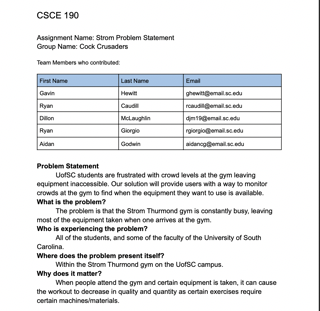 CSCE 190
Assignment Name: Strom Problem Statement
Group Name: Cock Crusaders
Team Members who contributed:
First Name Last Name Email
Gavin Hewitt ghewitt@email.sc.edu
Ryan Caudill rcaudill@email.sc.edu
Dillon McLaughlin djm19@email.sc.edu
Ryan Giorgio rgiorgio@email.sc.edu
Aidan Godwin aidancg@email.sc.edu
Problem Statement
UofSC students are frustrated with crowd levels at the gym leaving
equipment inaccessible. Our solution will provide users with a way to monitor
crowds at the gym to find when the equipment they want to use is available.
What is the problem?
The problem is that the Strom Thurmond gym is constantly busy, leaving
most of the equipment taken when one arrives at the gym.
Who is experiencing the problem?
All of the students, and some of the faculty of the University of South
Carolina.
Where does the problem present itself?
Within the Strom Thurmond gym on the UofSC campus.
Why does it matter?
When people attend the gym and certain equipment is taken, it can cause
the workout to decrease in quality and quantity as certain exercises require
certain machines/materials.